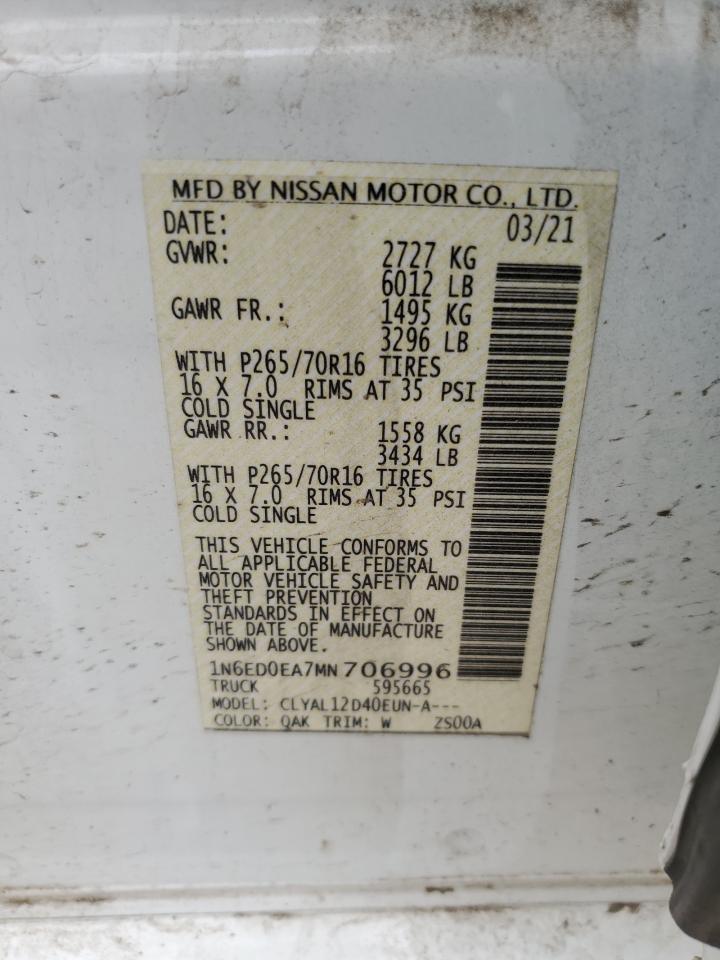 MFD BY NISSAN MOTOR CO., LTD.
DATE: 03/21
GVWR: 2727 KG
6012 LB
GAWR FR.: 1495 KG
3296 LB
WITH P265/70R16 TIRES
16 X 7.0 RIMS AT 35 PSI
COLD SINGLE
GAWR RR.: 1558 KG
3434 LB
WITH P265/70R16 TIRES
16 X 7.0 RIMS AT 35 PSI
COLD SINGLE
THIS VEHICLE CONFORMS TO
ALL APPLICABLE FEDERAL
MOTOR VEHICLE SAFETY AND
THEFT PREVENTION
STANDARDS IN EFFECT ON
THE DATE OF MANUFACTURE
SHOWN ABOVE.
1N6ED0EA7MN706996
TRUCK 595665
MODEL: CLYAL12D40EUN-A---
COLOR: QAK TRIM: W ZS00A